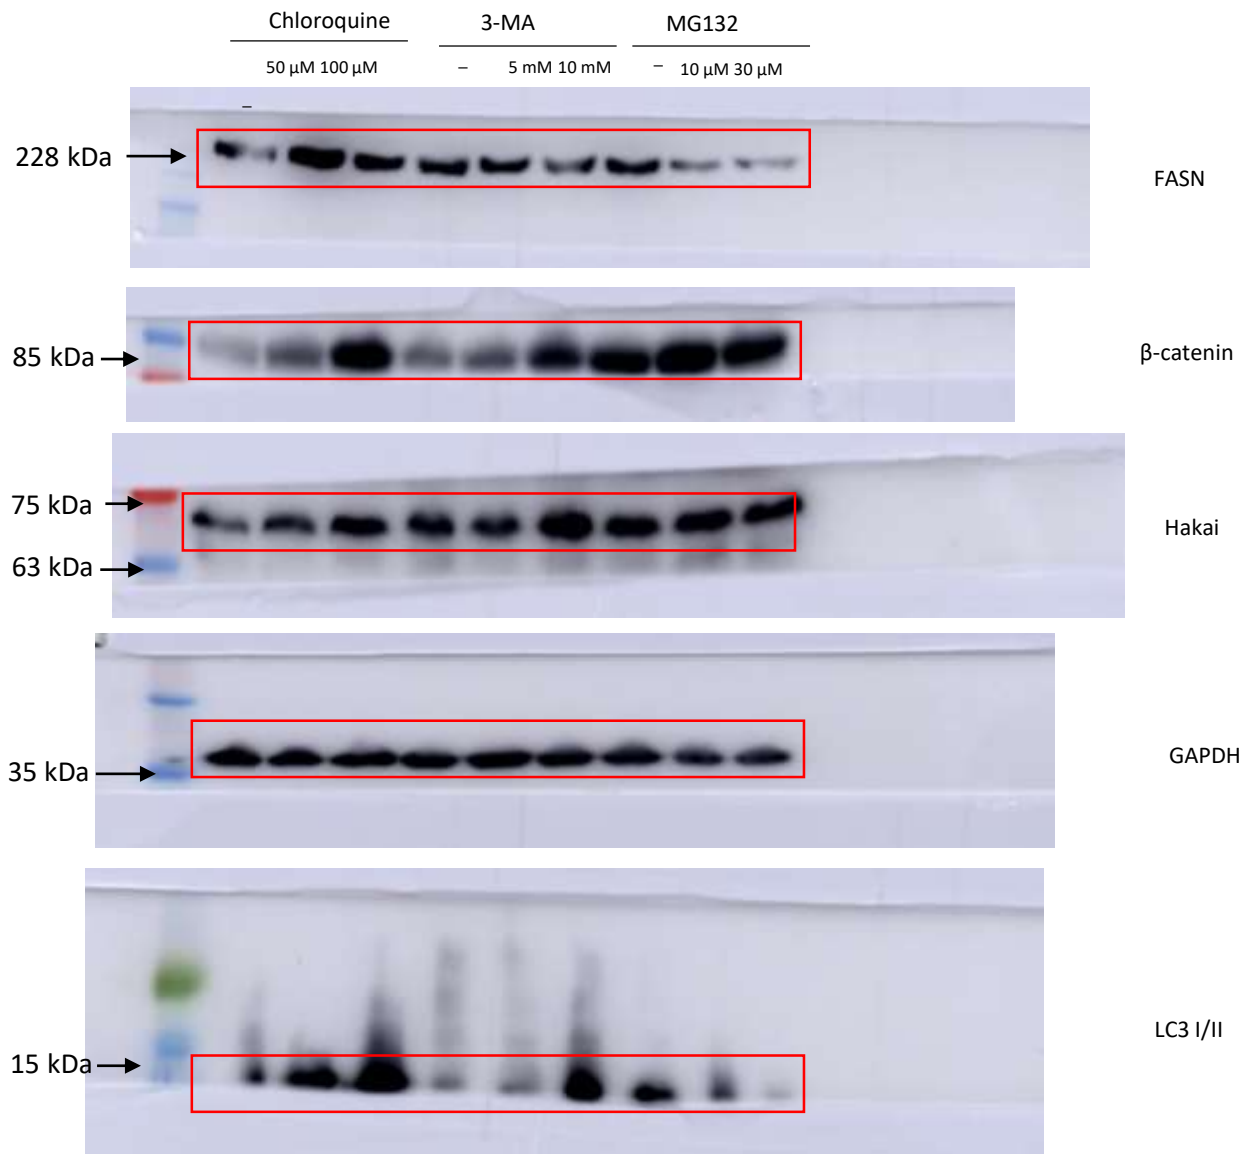 Chloroquine 3-MA MG132
50 µM 100 µM – 5 mM 10 mM – 10 µM 30 µM
–
228 kDa
FASN
85 kDa
β-catenin
75 kDa
Hakai
63 kDa
35 kDa
GAPDH
15 kDa
LC3 I/II